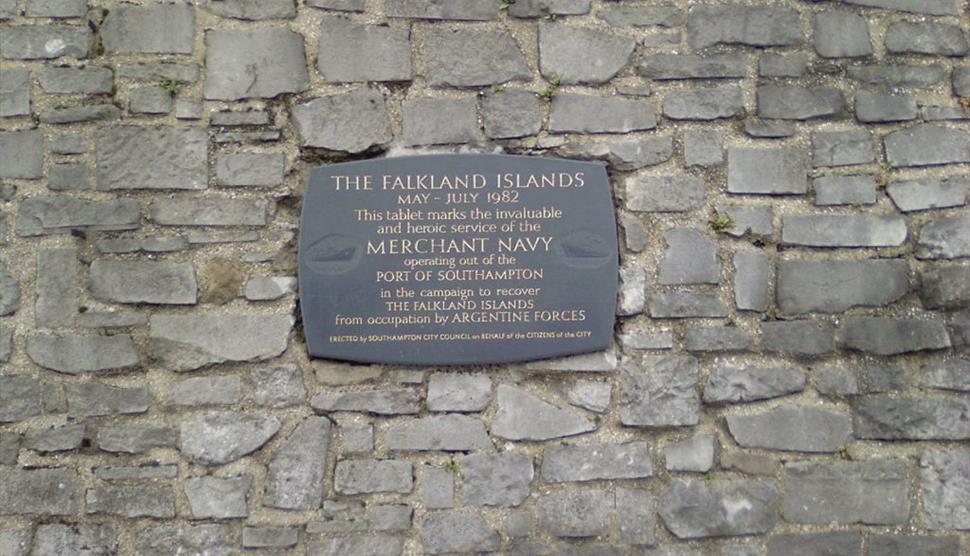 THE FALKLAND ISLANDS
MAY - JULY 1982
This tablet marks the invaluable
and heroic service of the
MERCHANT NAVY
operating out of the
PORT OF SOUTHAMPTON
in the campaign to recover
THE FALKLAND ISLANDS
from occupation by ARGENTINE FORCES
ERECTED by SOUTHAMPTON CITY COUNCIL on BEHALF of the CITIZENS of the CITY